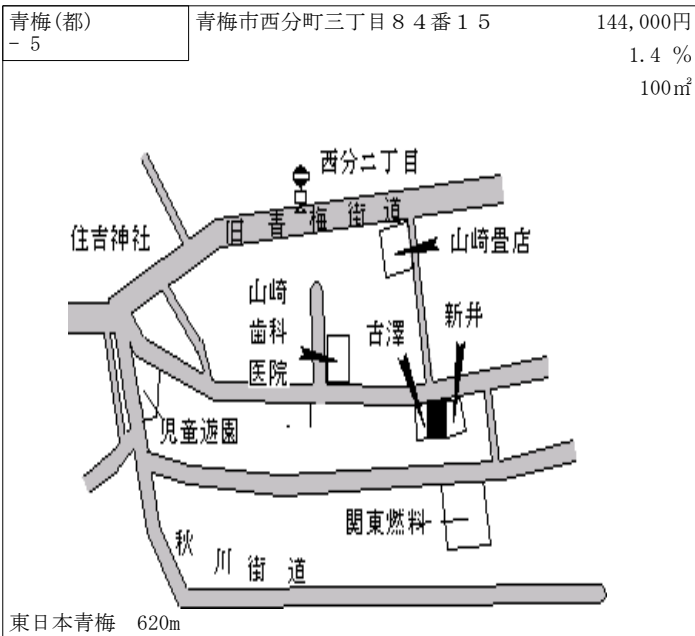 青梅(都)
- 5
青梅市西分町三丁目８４番１５
144,000円
1.4 %
100㎡
西分二丁目
旧青梅街道
住吉神社
山崎畳店
山崎
歯科
医院
古澤
新井
児童遊園
関東燃料
秋川街道
東日本青梅　620m